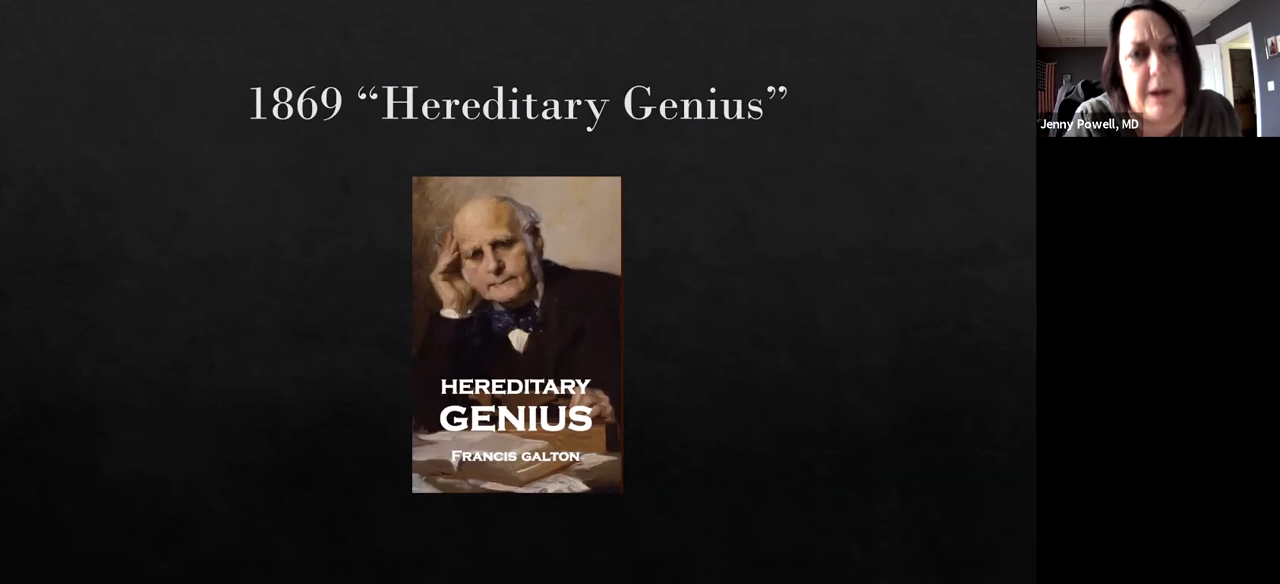 1869 “Hereditary Genius”
HEREDITARY
GENIUS
FRANCIS GALTON
Jenny Powell, MD